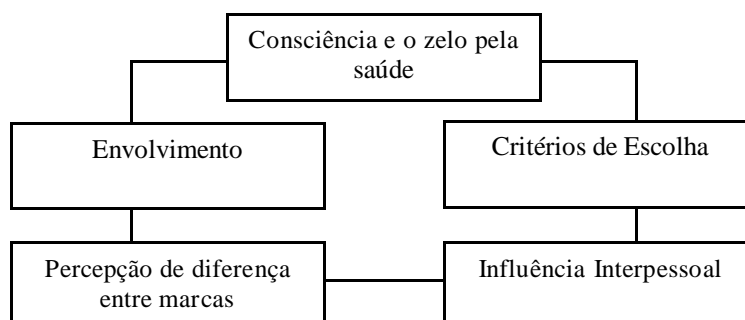 Consciência e o zelo pela
saúde
Envolvimento
Critérios de Escolha
Percepção de diferença
entre marcas
Influência Interpessoal